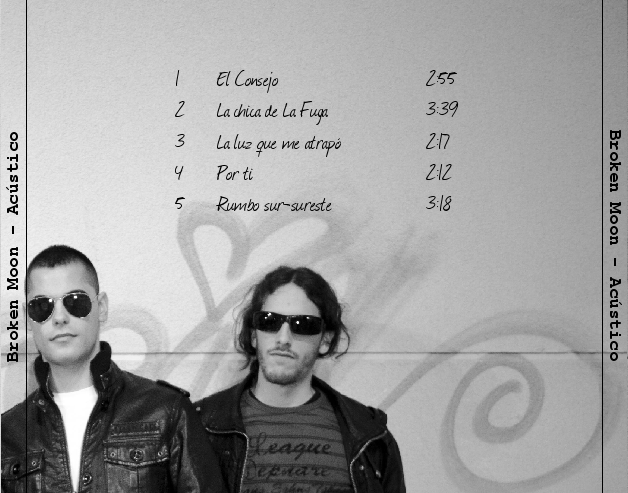 1 El Consejo 2:55
2 La chica de La Fuga 3:39
3 La luz que me atrapó 2:17
4 Por ti 2:12
5 Rumbo sur-sureste 3:18
Broken Moon - Acústico
Broken Moon - Acústico
League